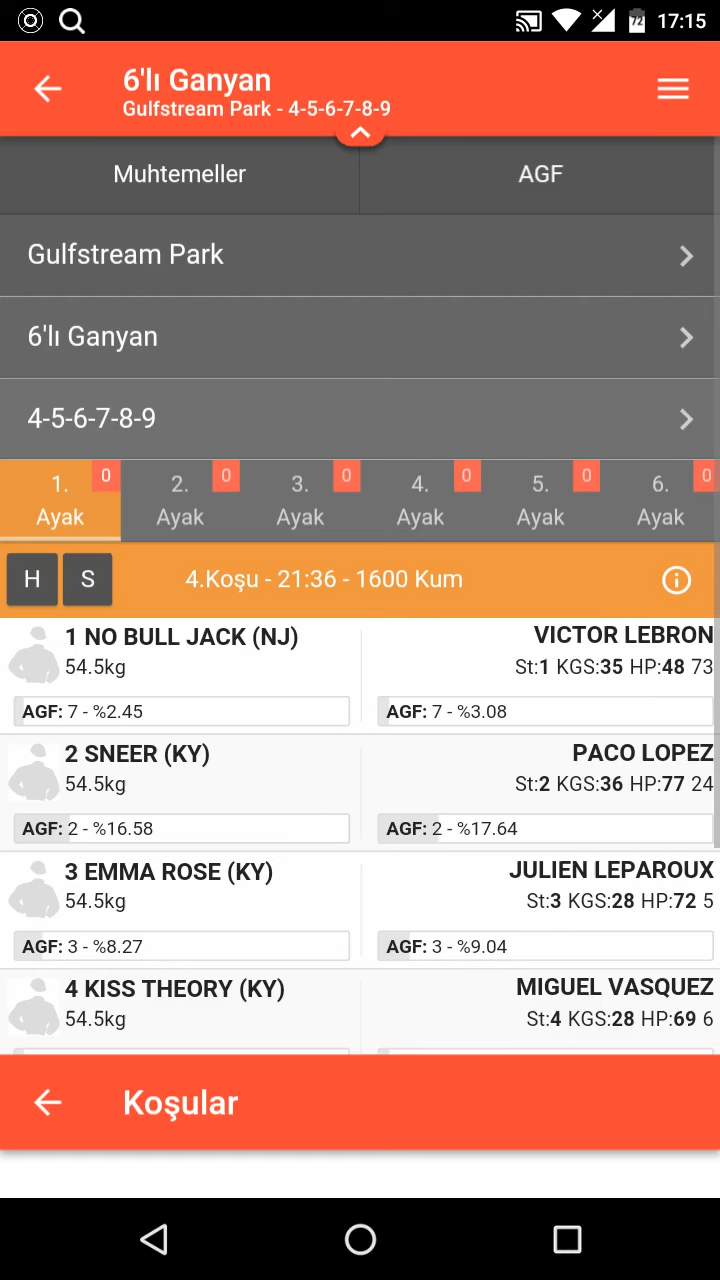 72 17:15
6'lı Ganyan
Gulfstream Park - 4-5-6-7-8-9
Muhtemeller AGF
Gulfstream Park
6'lı Ganyan
4-5-6-7-8-9
1. Ayak 0
2. Ayak 0
3. Ayak 0
4. Ayak 0
5. Ayak 0
6. Ayak 0
H S 4.Koşu - 21:36 - 1600 Kum
1 NO BULL JACK (NJ) VICTOR LEBRON
54.5kg St:1 KGS:35 HP:48 73
AGF: 7 - %2.45 AGF: 7 - %3.08
2 SNEER (KY) PACO LOPEZ
54.5kg St:2 KGS:36 HP:77 24
AGF: 2 - %16.58 AGF: 2 - %17.64
3 EMMA ROSE (KY) JULIEN LEPAROUX
54.5kg St:3 KGS:28 HP:72 5
AGF: 3 - %8.27 AGF: 3 - %9.04
4 KISS THEORY (KY) MIGUEL VASQUEZ
54.5kg St:4 KGS:28 HP:69 6
Koşular